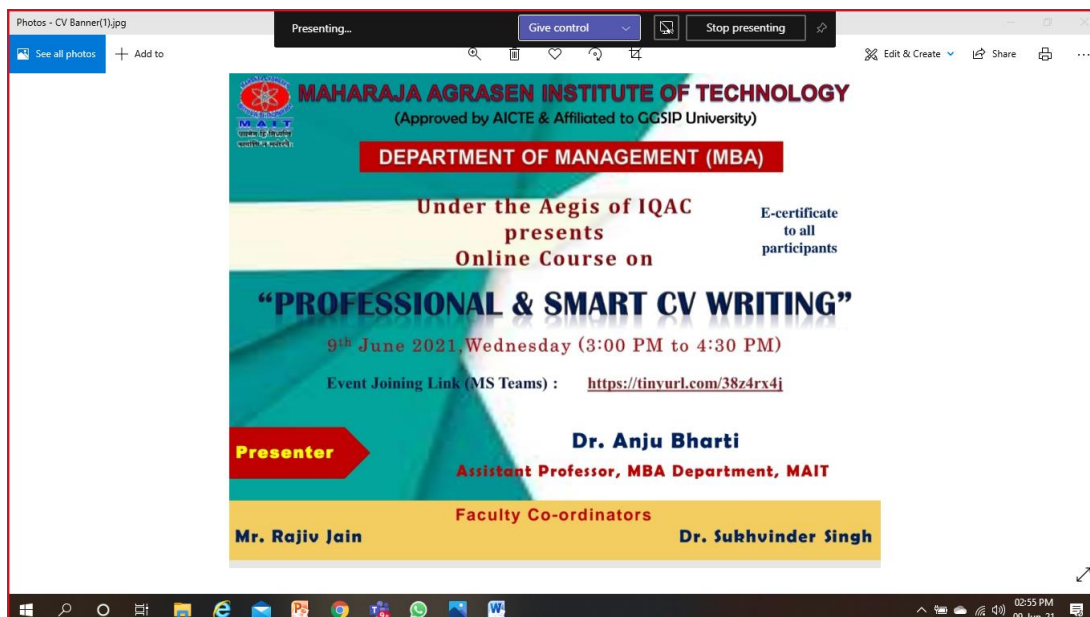 Photos - CV Banner(1).jpg
Presenting...
Give control
Stop presenting
See all photos
Add to
Edit & Create
Share
MAHARAJA AGRASEN INSTITUTE OF TECHNOLOGY
(Approved by AICTE & Affiliated to GGSIP University)
MAIT
DEPARTMENT OF MANAGEMENT (MBA)
Under the Aegis of IQAC
presents
Online Course on
E-certificate
to all
participants
“PROFESSIONAL & SMART CV WRITING”
9th June 2021,Wednesday (3:00 PM to 4:30 PM)
Event Joining Link (MS Teams) : https://tinyurl.com/38z4rx4j
Presenter
Dr. Anju Bharti
Assistant Professor, MBA Department, MAIT
Faculty Co-ordinators
Mr. Rajiv Jain
Dr. Sukhvinder Singh
02:55 PM
09-Jun-21